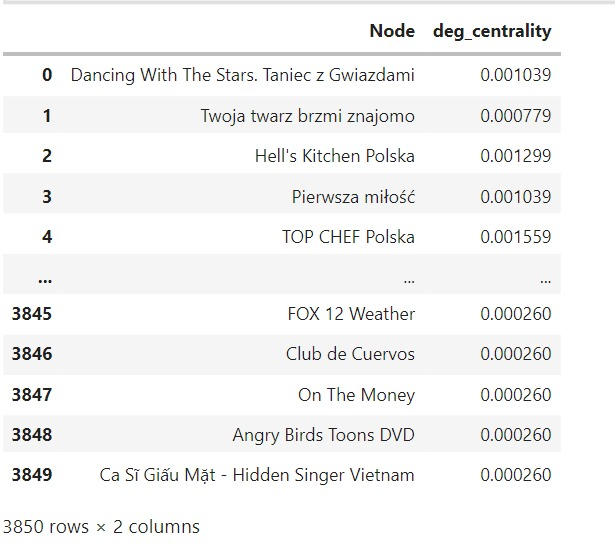 Node deg_centrality
0 Dancing With The Stars. Taniec z Gwiazdami 0.001039
1 Twoja twarz brzmi znajomo 0.000779
2 Hell's Kitchen Polska 0.001299
3 Pierwsza miłość 0.001039
4 TOP CHEF Polska 0.001559
... ... ...
3845 FOX 12 Weather 0.000260
3846 Club de Cuervos 0.000260
3847 On The Money 0.000260
3848 Angry Birds Toons DVD 0.000260
3849 Ca Sĩ Giấu Mặt - Hidden Singer Vietnam 0.000260
3850 rows × 2 columns